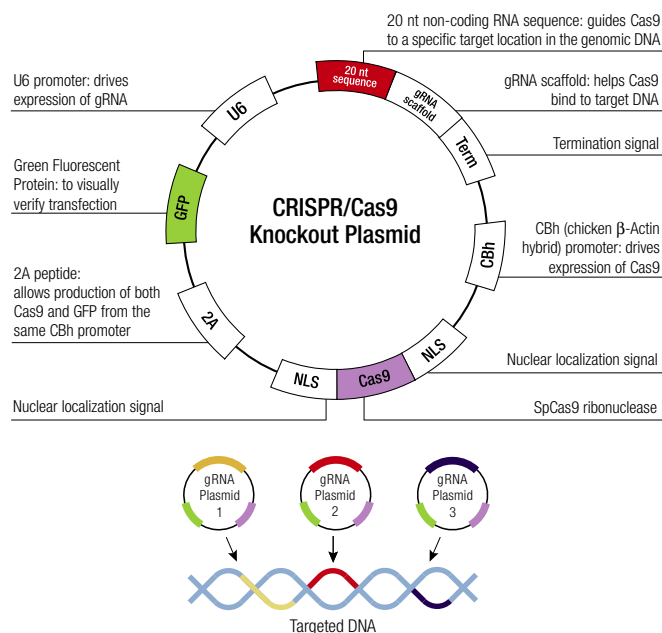 20 nt non-coding RNA sequence: guides Cas9
to a specific target location in the genomic DNA
U6 promoter: drives
expression of gRNA
gRNA scaffold: helps Cas9
bind to target DNA
Termination signal
Green Fluorescent
Protein: to visually
verify transfection
CBh (chicken β-Actin
hybrid) promoter: drives
expression of Cas9
2A peptide:
allows production of both
Cas9 and GFP from the
same CBh promoter
Nuclear localization signal
Nuclear localization signal
SpCas9 ribonuclease
20 nt
sequence
gRNA
scaffold
Term
CBh
NLS
Cas9
NLS
2A
GFP
U6
CRISPR/Cas9
Knockout Plasmid
gRNA
Plasmid
1
gRNA
Plasmid
2
gRNA
Plasmid
3
Targeted DNA